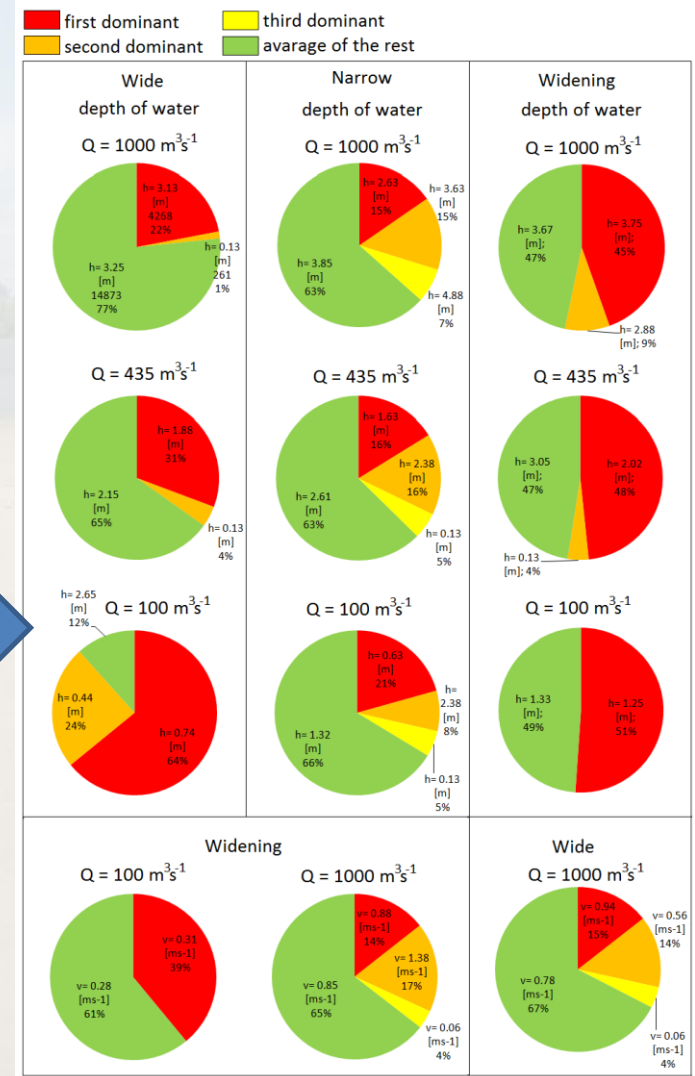 first dominant
third dominant
second dominant
avarage of the rest
Wide
depth of water
Q = 1000 m³s⁻¹
h= 3.13
[m]
4268
22%
h= 0.13
[m]
261
1%
h= 3.25
[m]
14873
77%
Q = 435 m³s⁻¹
h= 1.88
[m]
31%
h= 0.13
[m]
4%
h= 2.15
[m]
65%
Q = 100 m³s⁻¹
h= 2.65
[m]
12%
h= 0.44
[m]
24%
h= 0.74
[m]
64%
Narrow
depth of water
Q = 1000 m³s⁻¹
h= 2.63
[m]
15%
h= 3.63
[m]
15%
h= 4.88
[m]
7%
h= 3.85
[m]
63%
Q = 435 m³s⁻¹
h= 1.63
[m]
16%
h= 2.38
[m]
16%
h= 0.13
[m]
5%
h= 2.61
[m]
63%
Q = 100 m³s⁻¹
h= 0.63
[m]
21%
h=
2.38
[m]
8%
h= 0.13
[m]
5%
h= 1.32
[m]
66%
Widening
depth of water
Q = 1000 m³s⁻¹
h= 3.67
[m];
47%
h= 3.75
[m];
45%
h= 2.88
[m]; 9%
Q = 435 m³s⁻¹
h= 3.05
[m];
47%
h= 2.02
[m];
48%
h= 0.13
[m]; 4%
Q = 100 m³s⁻¹
h= 1.33
[m];
49%
h= 1.25
[m];
51%
Widening
Q = 100 m³s⁻¹
v= 0.31
[ms-1]
39%
v= 0.28
[ms-1]
61%
Q = 1000 m³s⁻¹
v= 0.88
[ms-1]
14%
v= 1.38
[ms-1]
17%
v= 0.06
[ms-1]
4%
v= 0.85
[ms-1]
65%
Wide
Q = 1000 m³s⁻¹
v= 0.94
[ms-1]
15%
v= 0.56
[ms-1]
14%
v= 0.06
[ms-1]
4%
v= 0.78
[ms-1]
67%